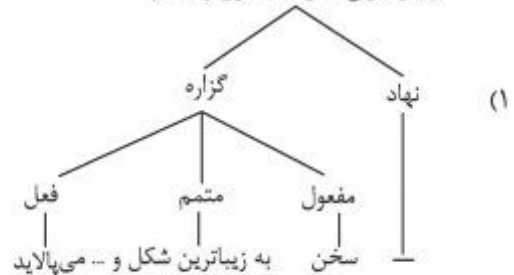 ۱)
نهاد گزاره
مفعول متمم فعل
— سخن به زیباترین شکل و ... می‌پالاید